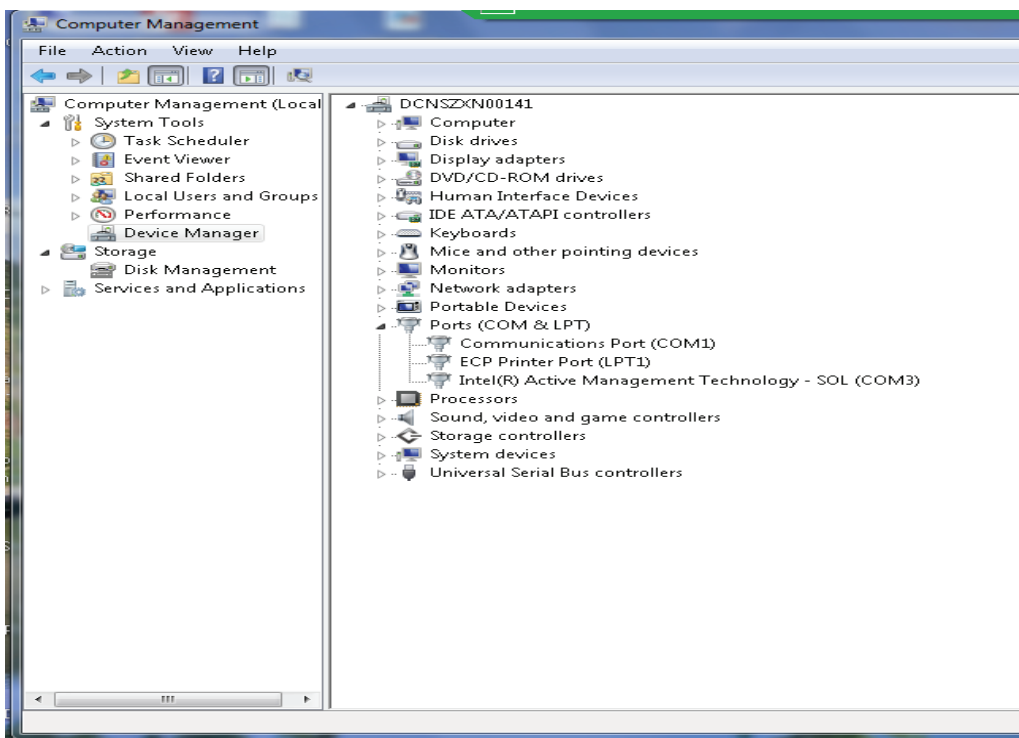 Computer Management
File Action View Help
Computer Management (Local
System Tools
Task Scheduler
Event Viewer
Shared Folders
Local Users and Groups
Performance
Device Manager
Storage
Disk Management
Services and Applications
DCNSZXN00141
Computer
Disk drives
Display adapters
DVD/CD-ROM drives
Human Interface Devices
IDE ATA/ATAPI controllers
Keyboards
Mice and other pointing devices
Monitors
Network adapters
Portable Devices
Ports (COM & LPT)
Communications Port (COM1)
ECP Printer Port (LPT1)
Intel(R) Active Management Technology - SOL (COM3)
Processors
Sound, video and game controllers
Storage controllers
System devices
Universal Serial Bus controllers